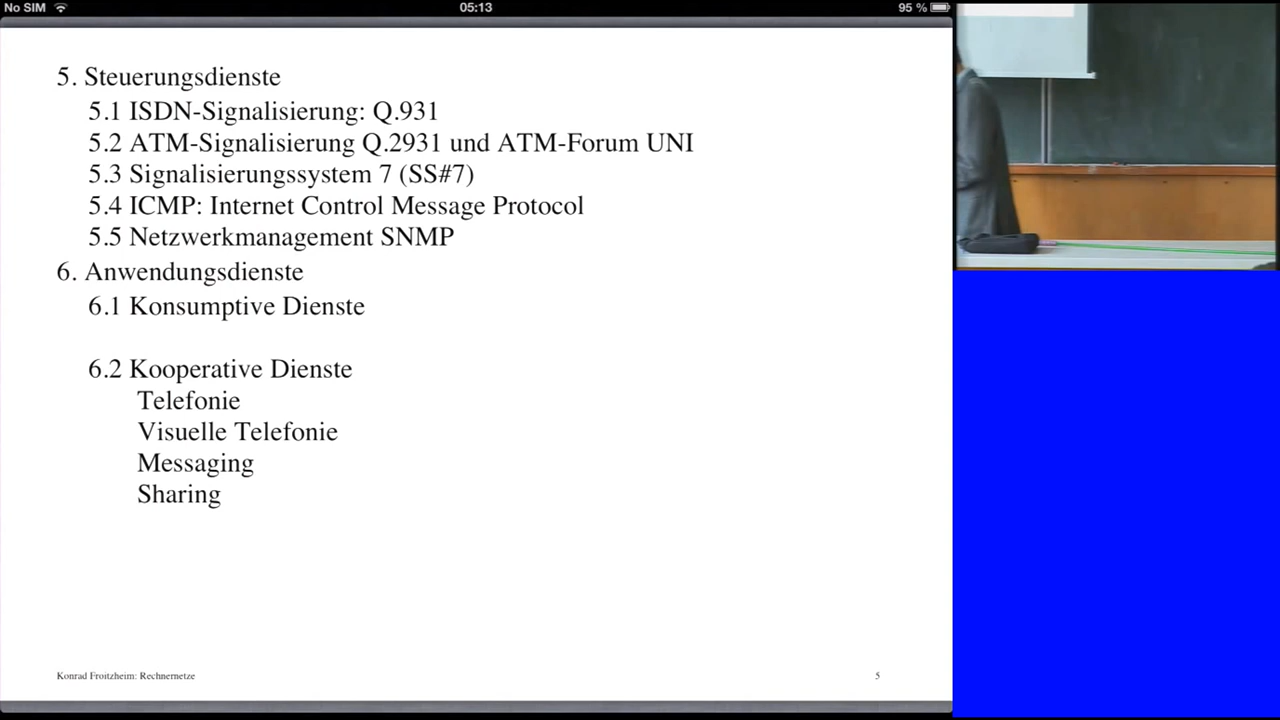 No SIM 05:13 95 %
5. Steuerungsdienste
5.1 ISDN-Signalisierung: Q.931
5.2 ATM-Signalisierung Q.2931 und ATM-Forum UNI
5.3 Signalisierungssystem 7 (SS#7)
5.4 ICMP: Internet Control Message Protocol
5.5 Netzwerkmanagement SNMP
6. Anwendungsdienste
6.1 Konsumptive Dienste
6.2 Kooperative Dienste
Telefonie
Visuelle Telefonie
Messaging
Sharing
Konrad Froitzheim: Rechnernetze 5